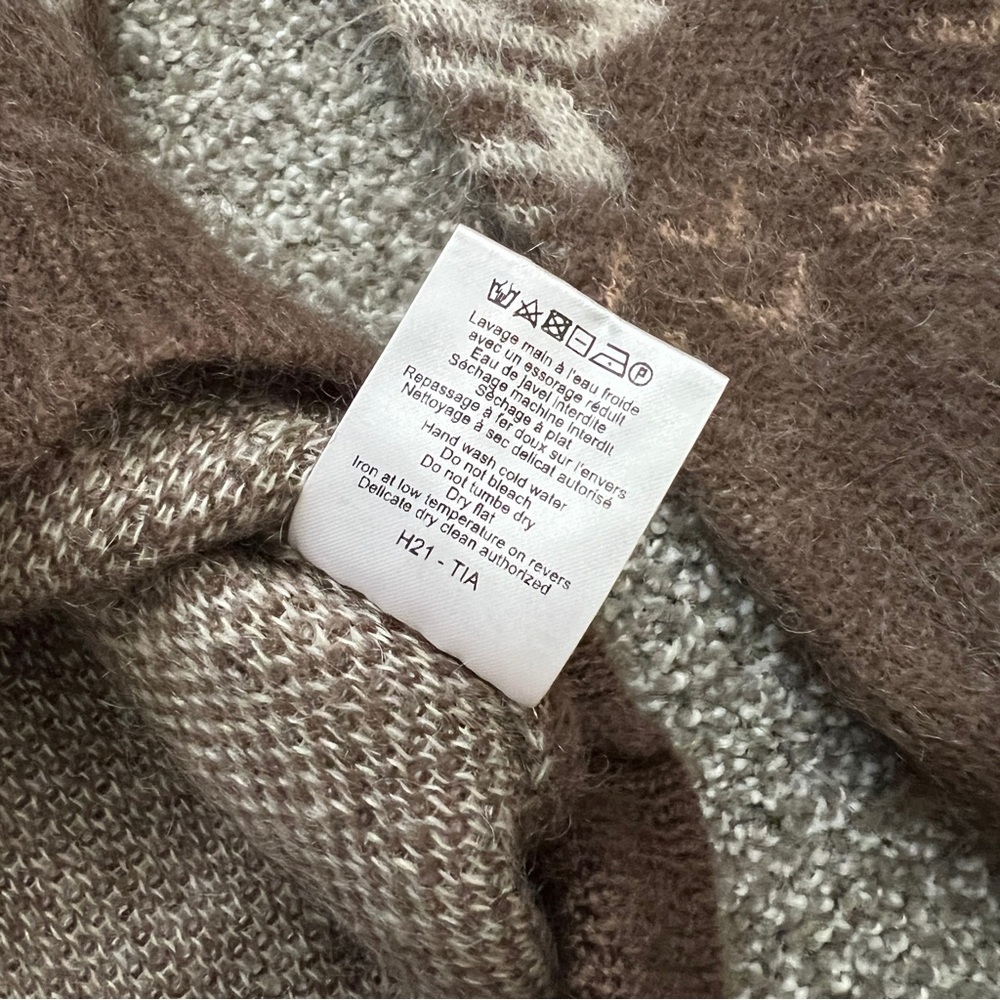 Lavage main à l'eau froide
avec un essorage réduit
Eau de javel interdite
Séchage machine interdit
Séchage à plat
Repassage à fer doux sur l'envers
Nettoyage à sec delicat autorisé
Hand wash cold water
Do not bleach
Do not tumbe dry
Dry flat
Iron at low temperature on revers
Delicate dry clean authorized
H21 - TIA